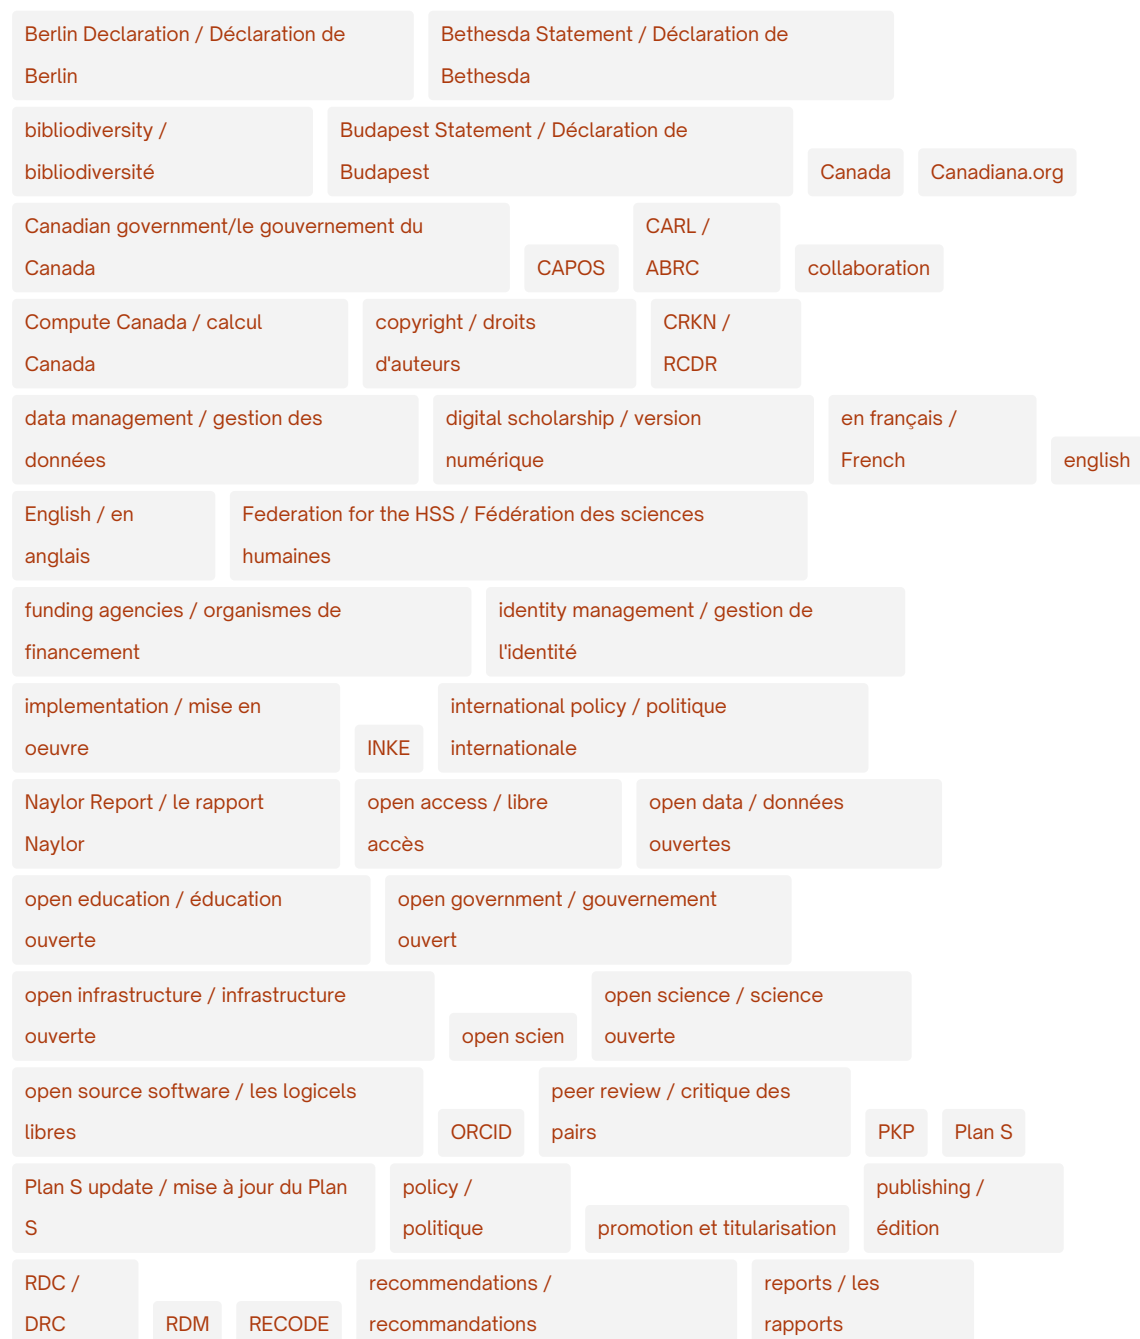 Berlin Declaration / Déclaration de
Berlin
Bethesda Statement / Déclaration de
Bethesda
bibliodiversity /
bibliodiversité
Budapest Statement / Déclaration de
Budapest
Canada
Canadiana.org
Canadian government/le gouvernement du
Canada
CAPOS
CARL /
ABRC
collaboration
Compute Canada / calcul
Canada
copyright / droits
d'auteurs
CRKN /
RCDR
data management / gestion des
données
digital scholarship / version
numérique
en français /
French
english
English / en
anglais
Federation for the HSS / Fédération des sciences
humaines
funding agencies / organismes de
financement
identity management / gestion de
l'identité
implementation / mise en
oeuvre
INKE
international policy / politique
internationale
Naylor Report / le rapport
Naylor
open access / libre
accès
open data / données
ouvertes
open education / éducation
ouverte
open government / gouvernement
ouvert
open infrastructure / infrastructure
ouverte
open scien
open science / science
ouverte
open source software / les logicels
libres
ORCID
peer review / critique des
pairs
PKP
Plan S
Plan S update / mise à jour du Plan
S
policy /
politique
promotion et titularisation
publishing /
édition
RDC /
DRC
RDM
RECODE
recommendations /
recommandations
reports / les
rapports